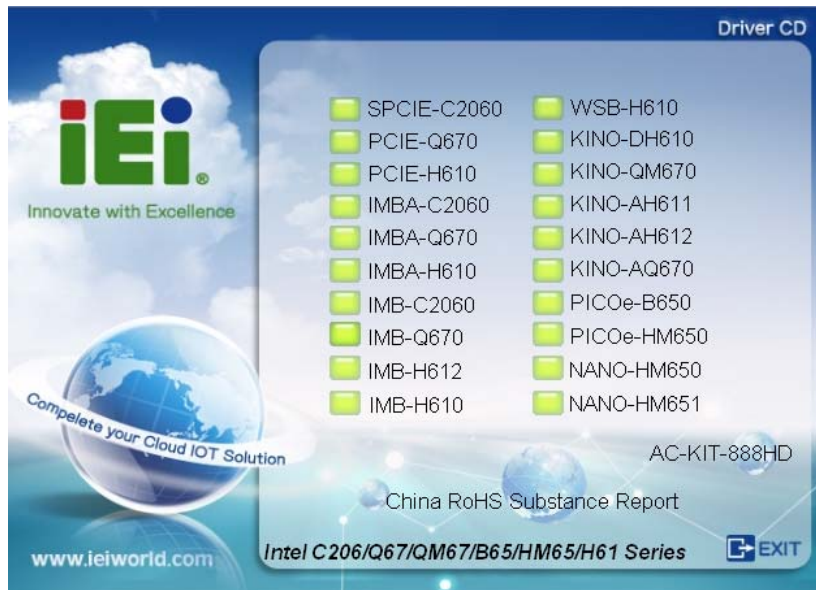 Driver CD
iEi
®
Innovate with Excellence
SPCIE-C2060
PCIE-Q670
PCIE-H610
IMBA-C2060
IMBA-Q670
IMBA-H610
IMB-C2060
IMB-Q670
IMB-H612
IMB-H610
WSB-H610
KINO-DH610
KINO-QM670
KINO-AH611
KINO-AH612
KINO-AQ670
PICOe-B650
PICOe-HM650
NANO-HM650
NANO-HM651
Compelete your Cloud IOT Solution
AC-KIT-888HD
China RoHS Substance Report
www.ieiworld.com
Intel C206/Q67/QM67/B65/HM65/H61 Series
EXIT